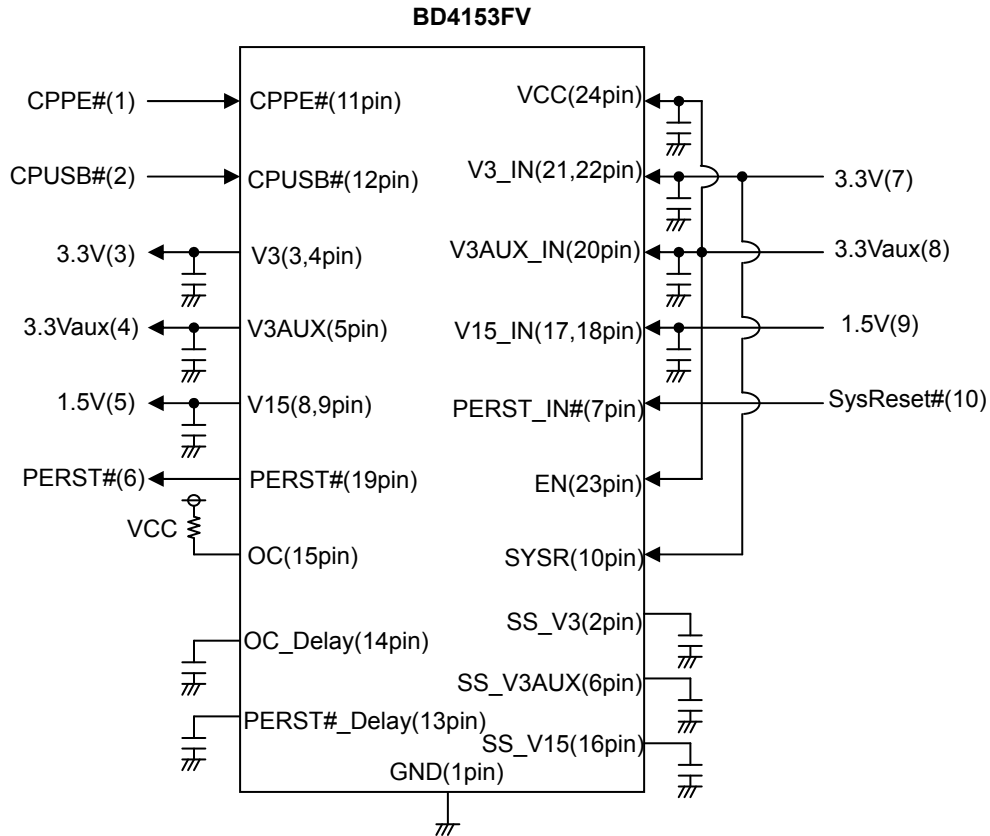 BD4153FV
CPPE#(1)
CPUSB#(2)
3.3V(3)
3.3Vaux(4)
1.5V(5)
PERST#(6)
VCC
CPPE#(11pin)
CPUSB#(12pin)
V3(3,4pin)
V3AUX(5pin)
V15(8,9pin)
PERST#(19pin)
OC(15pin)
OC_Delay(14pin)
PERST#_Delay(13pin)
GND(1pin)
VCC(24pin)
V3_IN(21,22pin)
V3AUX_IN(20pin)
V15_IN(17,18pin)
PERST_IN#(7pin)
EN(23pin)
SYSR(10pin)
SS_V3(2pin)
SS_V3AUX(6pin)
SS_V15(16pin)
3.3V(7)
3.3Vaux(8)
1.5V(9)
SysReset#(10)